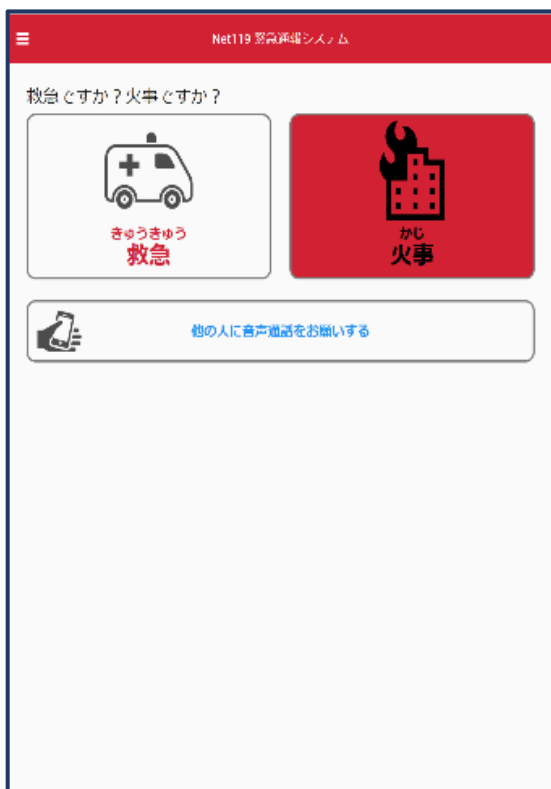 Net119 緊急通報システム
救急ですか？火事ですか？
きゅうきゅう
救急
かじ
火事
他の人に音声通話をお願いする